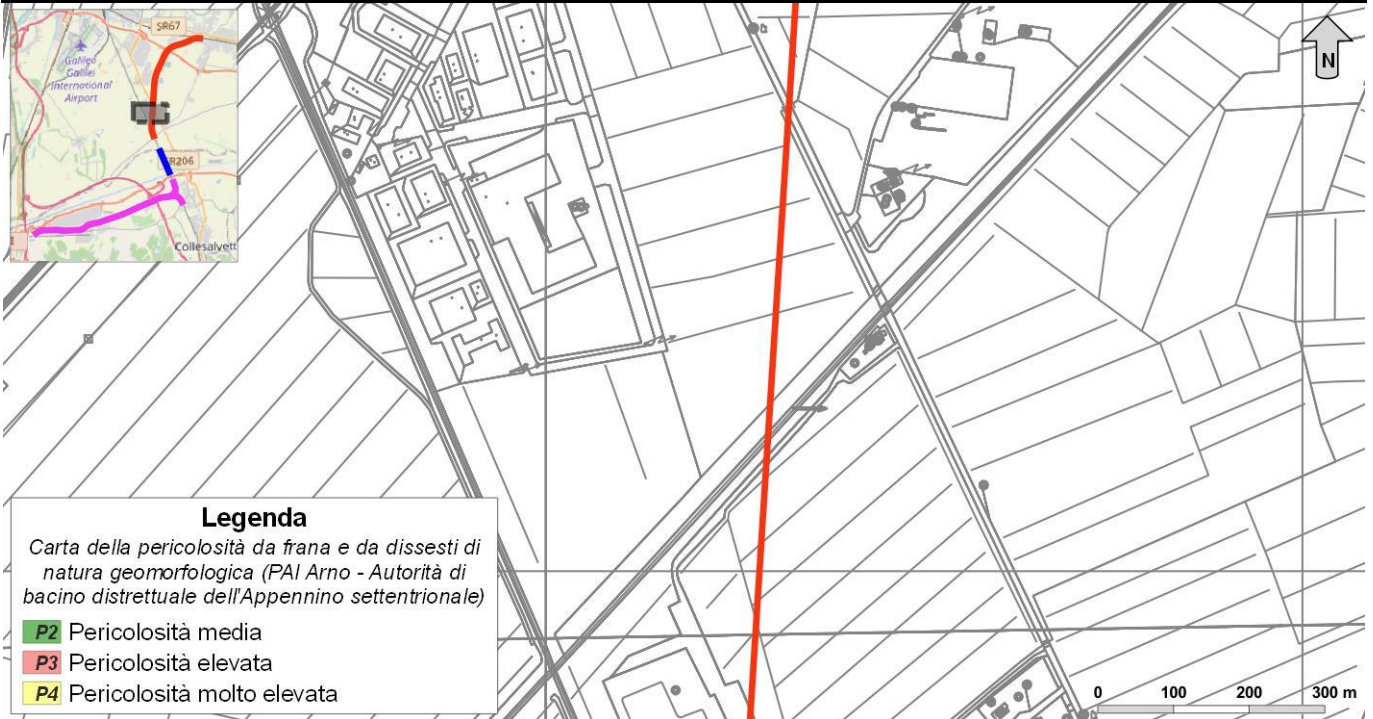 SR67
Galileo
Galilei
International
Airport
SR206
Collesalvett
N
Legenda
Carta della pericolosità da frana e da dissesti di
natura geomorfologica (PAI Arno - Autorità di
bacino distrettuale dell'Appennino settentrionale)
P2 Pericolosità media
P3 Pericolosità elevata
P4 Pericolosità molto elevata
0 100 200 300 m